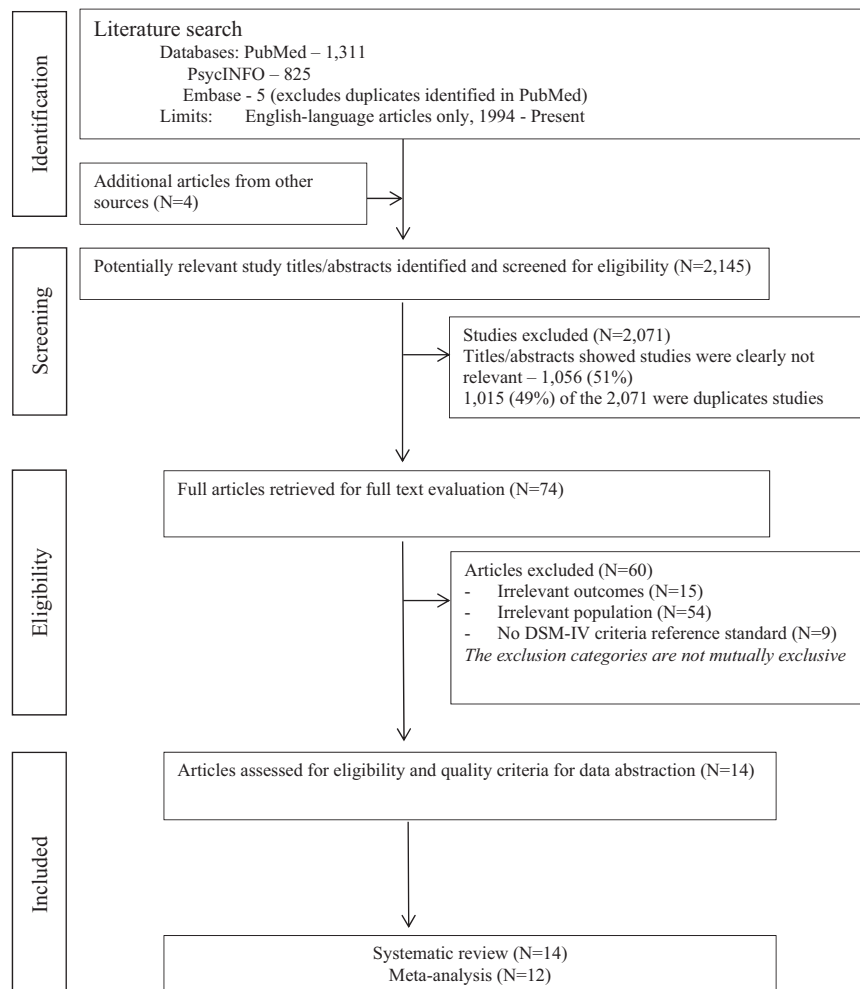 Identification
Literature search
Databases: PubMed – 1,311
PsycINFO – 825
Embase - 5 (excludes duplicates identified in PubMed)
Limits: English-language articles only, 1994 - Present
Additional articles from other
sources (N=4)
Screening
Potentially relevant study titles/abstracts identified and screened for eligibility (N=2,145)
Studies excluded (N=2,071)
Titles/abstracts showed studies were clearly not
relevant – 1,056 (51%)
1,015 (49%) of the 2,071 were duplicates studies
Eligibility
Full articles retrieved for full text evaluation (N=74)
Articles excluded (N=60)
- Irrelevant outcomes (N=15)
- Irrelevant population (N=54)
- No DSM-IV criteria reference standard (N=9)
The exclusion categories are not mutually exclusive
Included
Articles assessed for eligibility and quality criteria for data abstraction (N=14)
Systematic review (N=14)
Meta-analysis (N=12)